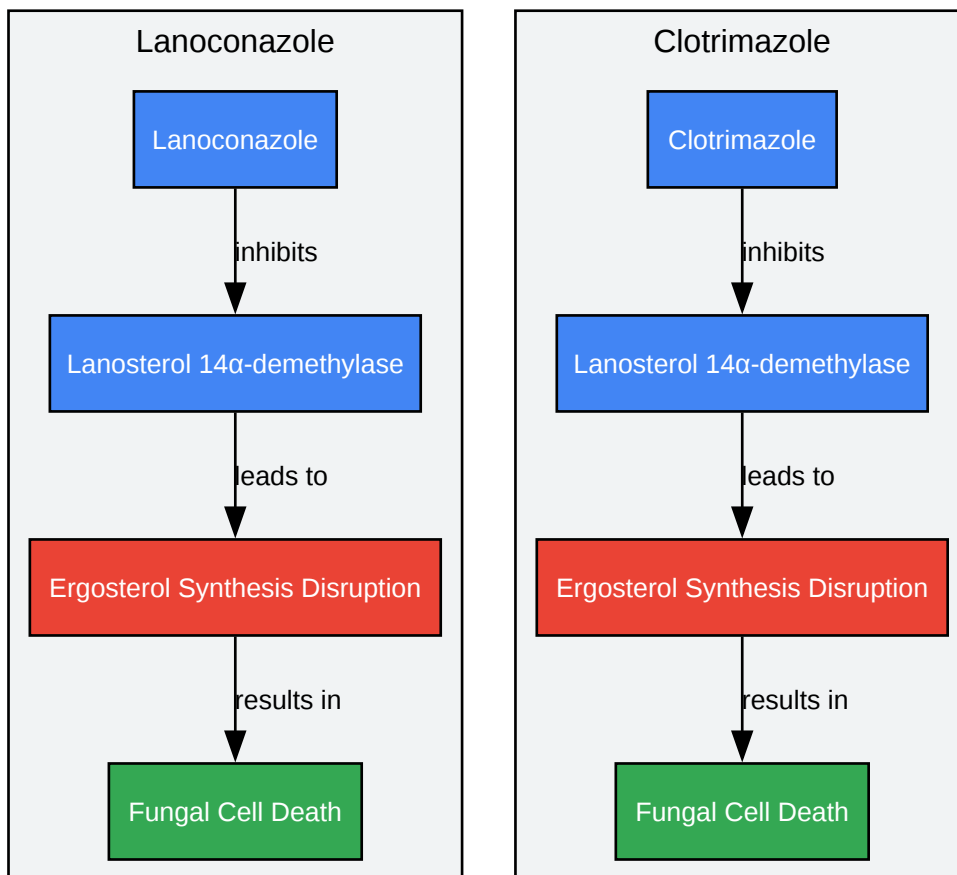 Lanoconazole
Lanoconazole
inhibits
Lanosterol 14α-demethylase
leads to
Ergosterol Synthesis Disruption
results in
Fungal Cell Death
Clotrimazole
Clotrimazole
inhibits
Lanosterol 14α-demethylase
leads to
Ergosterol Synthesis Disruption
results in
Fungal Cell Death